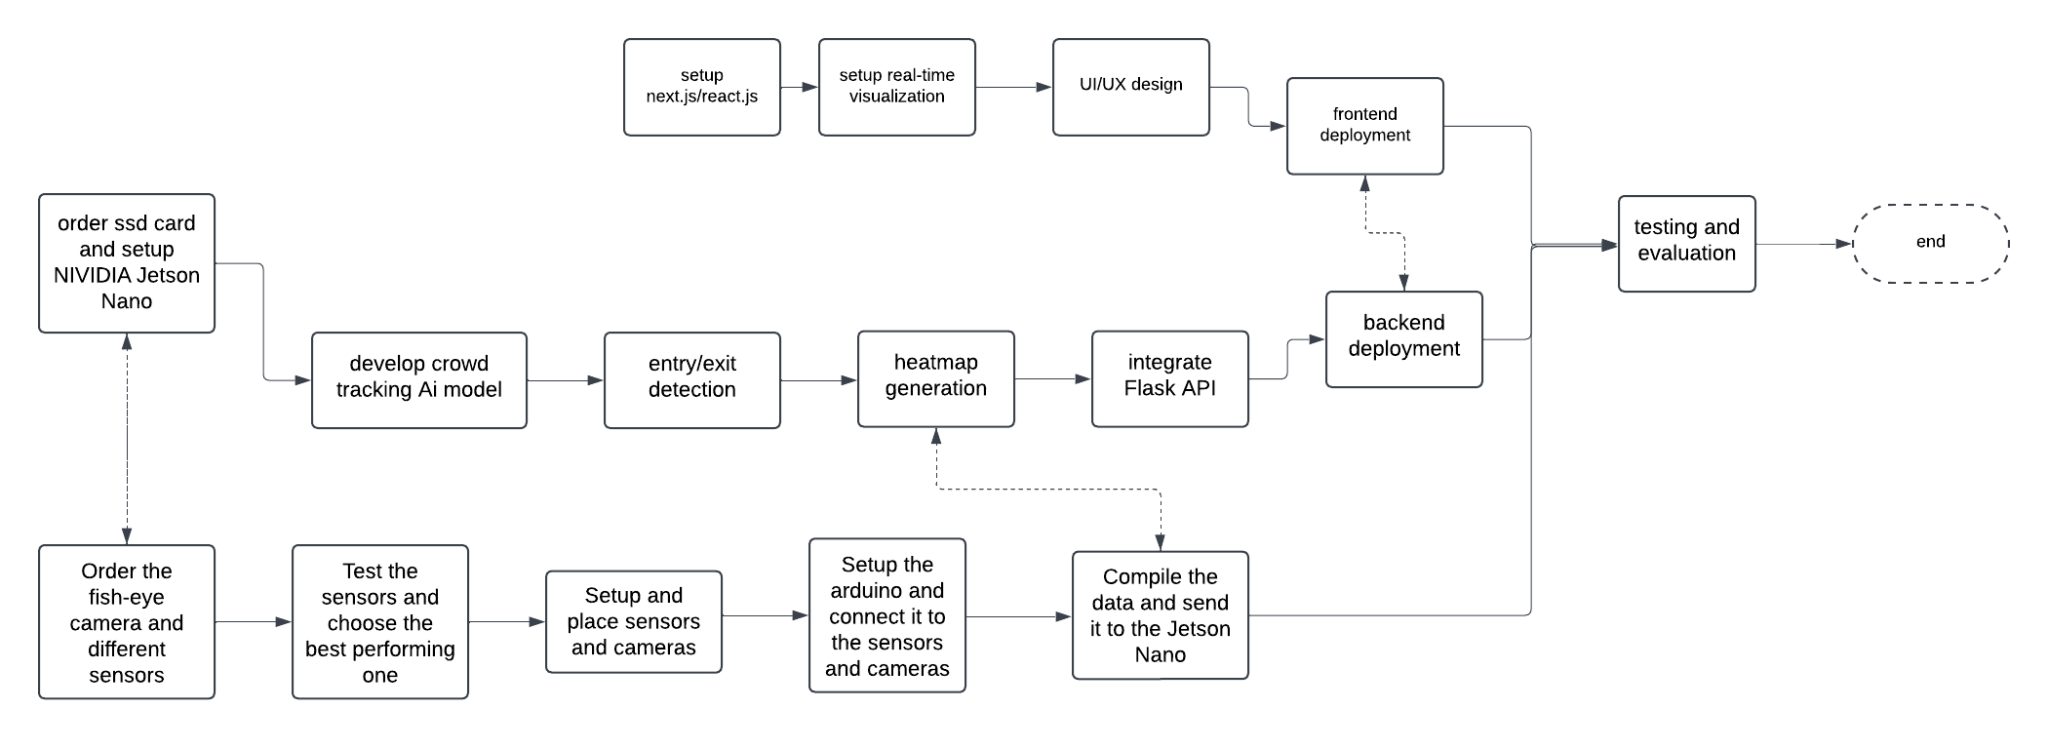 setup
next.js/react.js
setup real-time
visualization
UI/UX design
frontend
deployment
order ssd card
and setup
NIVIDIA Jetson
Nano
testing and
evaluation
end
develop crowd
tracking Ai model
entry/exit
detection
heatmap
generation
integrate
Flask API
backend
deployment
Order the
fish-eye
camera and
different
sensors
Test the
sensors and
choose the
best performing
one
Setup and
place sensors
and cameras
Setup the
arduino and
connect it to
the sensors
and cameras
Compile the
data and send
it to the Jetson
Nano